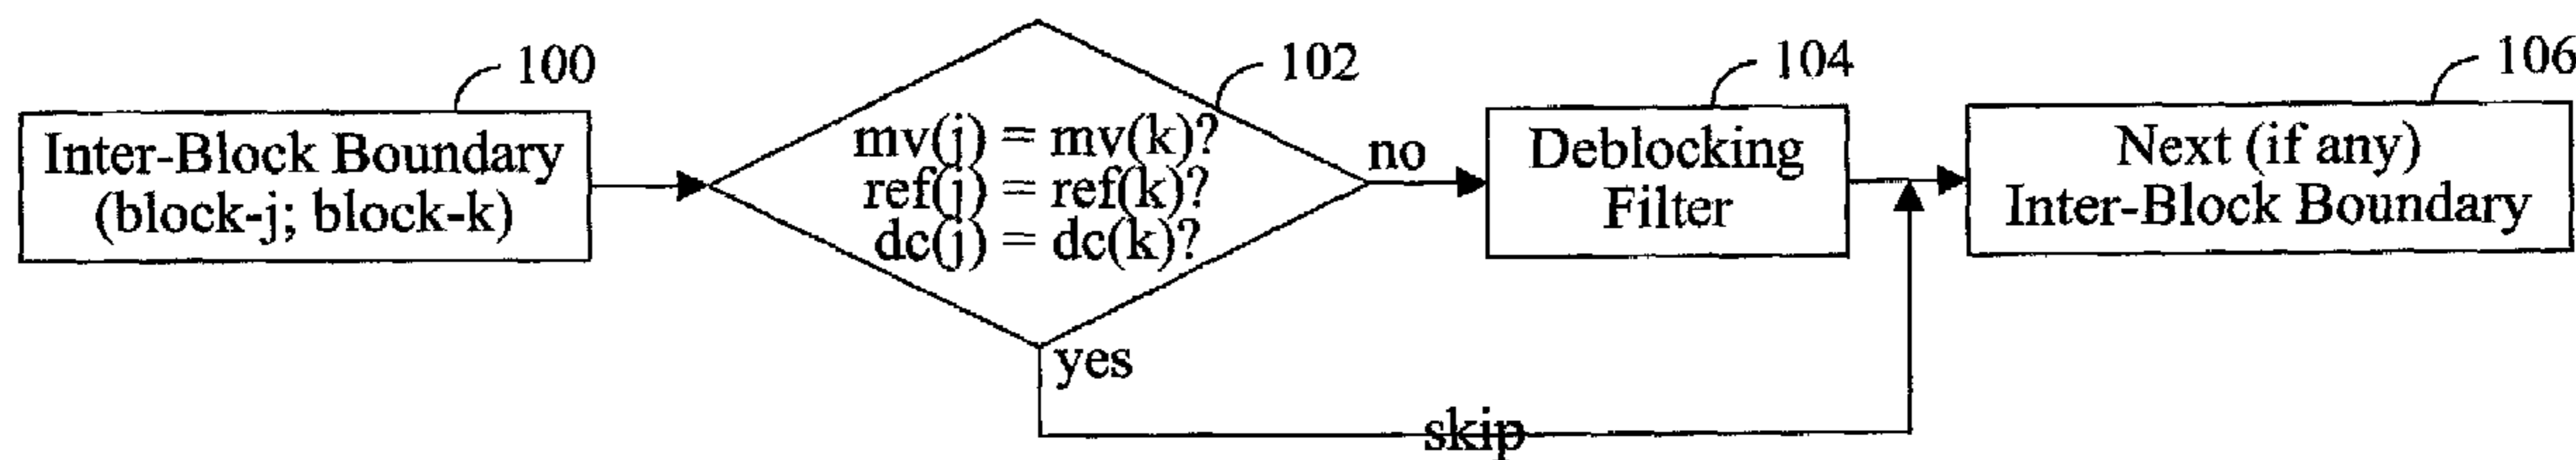 100
Inter-Block Boundary
(block-j; block-k)
102
mv(j) = mv(k)?
ref(j) = ref(k)?
dc(j) = dc(k)?
no
yes
skip
104
Deblocking
Filter
106
Next (if any)
Inter-Block Boundary